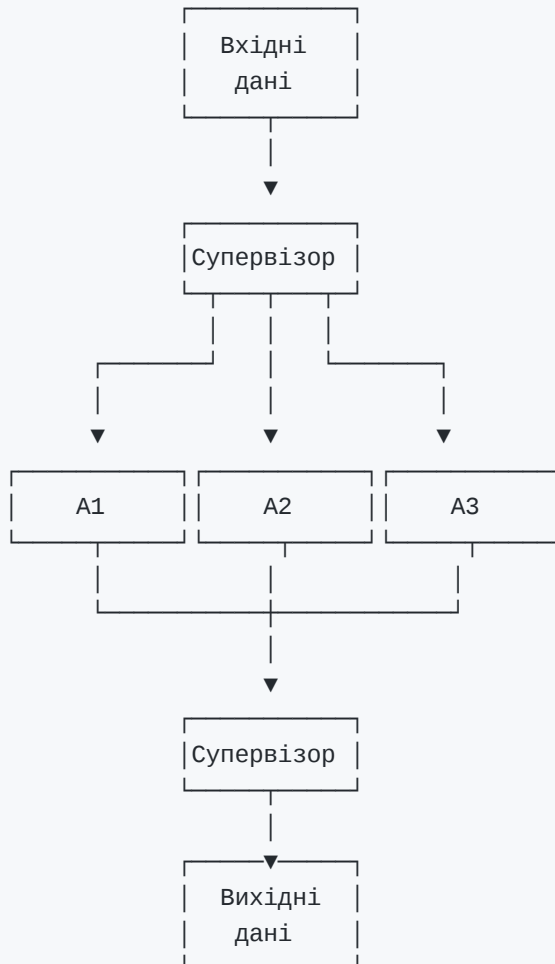 Вхідні
дані
Супервізор
A1 A2 A3
Супервізор
Вихідні
дані